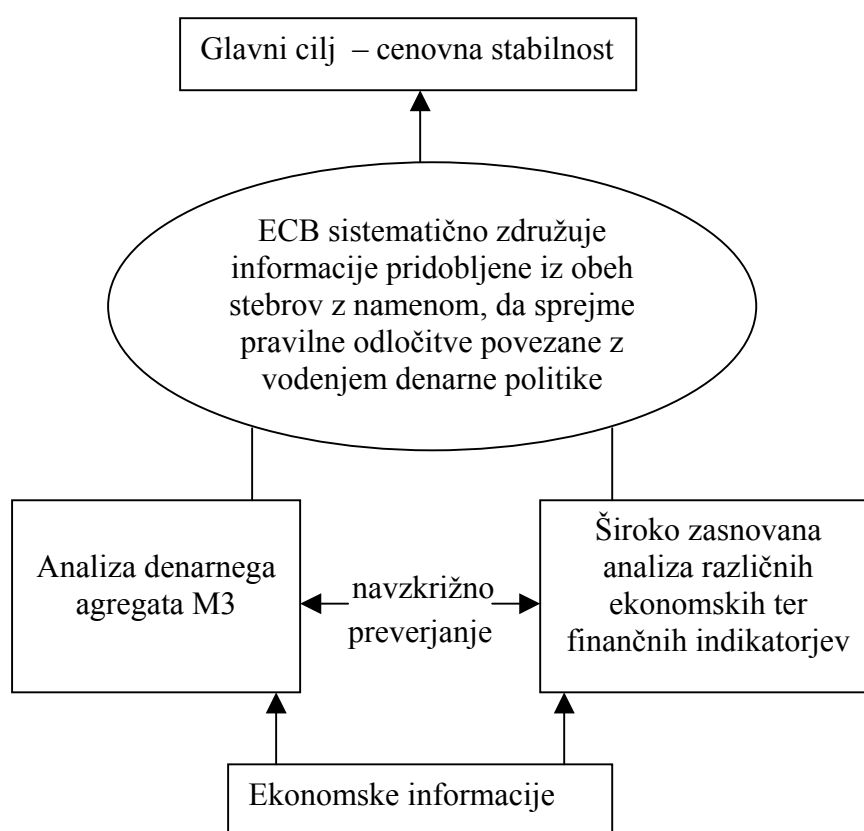 Glavni cilj – cenovna stabilnost
ECB sistematično združuje
informacije pridobljene iz obeh
stebrov z namenom, da sprejme
pravilne odločitve povezane z
vodenjem denarne politike
Analiza denarnega
agregata M3
navzkrižno
preverjanje
Široko zasnovana
analiza različnih
ekonomskih ter
finančnih indikatorjev
Ekonomske informacije